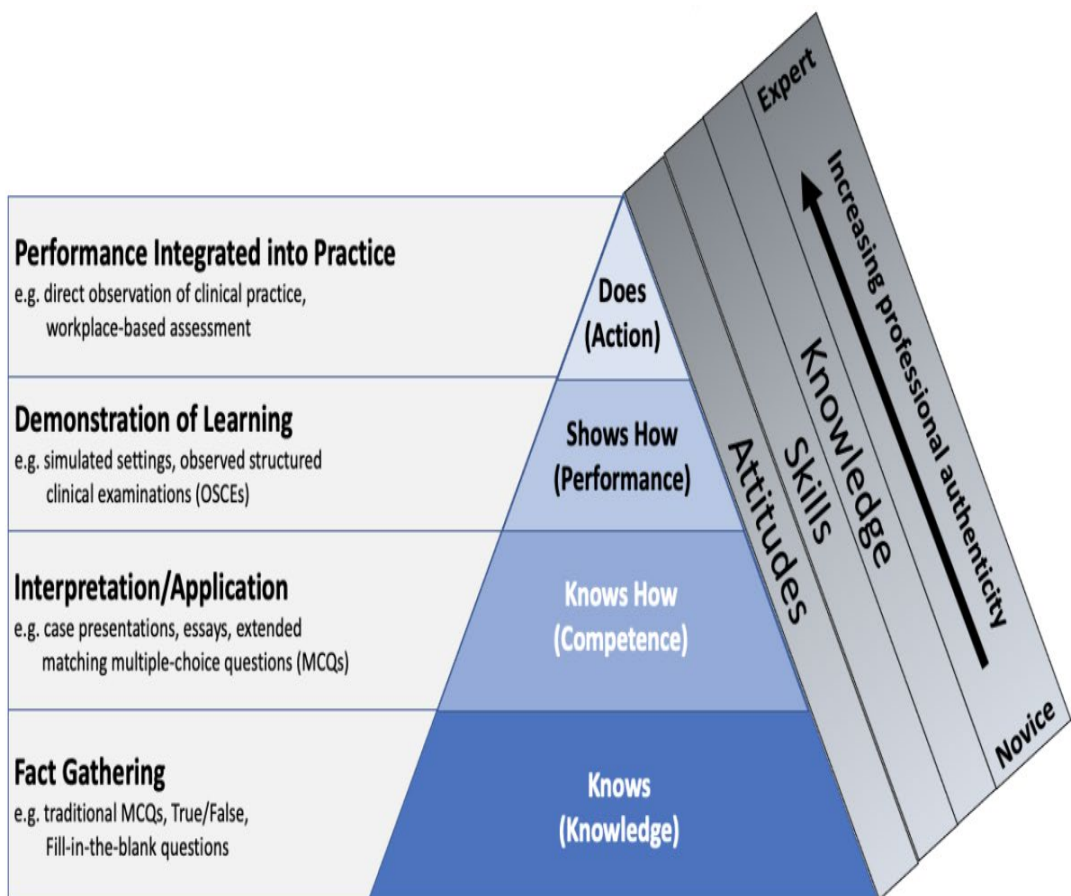 Performance Integrated into Practice
e.g. direct observation of clinical practice,
workplace-based assessment
Does
(Action)
Demonstration of Learning
e.g. simulated settings, observed structured
clinical examinations (OSCEs)
Shows How
(Performance)
Interpretation/Application
e.g. case presentations, essays, extended
matching multiple-choice questions (MCQs)
Knows How
(Competence)
Fact Gathering
e.g. traditional MCQs, True/False,
Fill-in-the-blank questions
Knows
(Knowledge)
Attitudes
Skills
Knowledge
Expert
Increasing professional authenticity
Novice